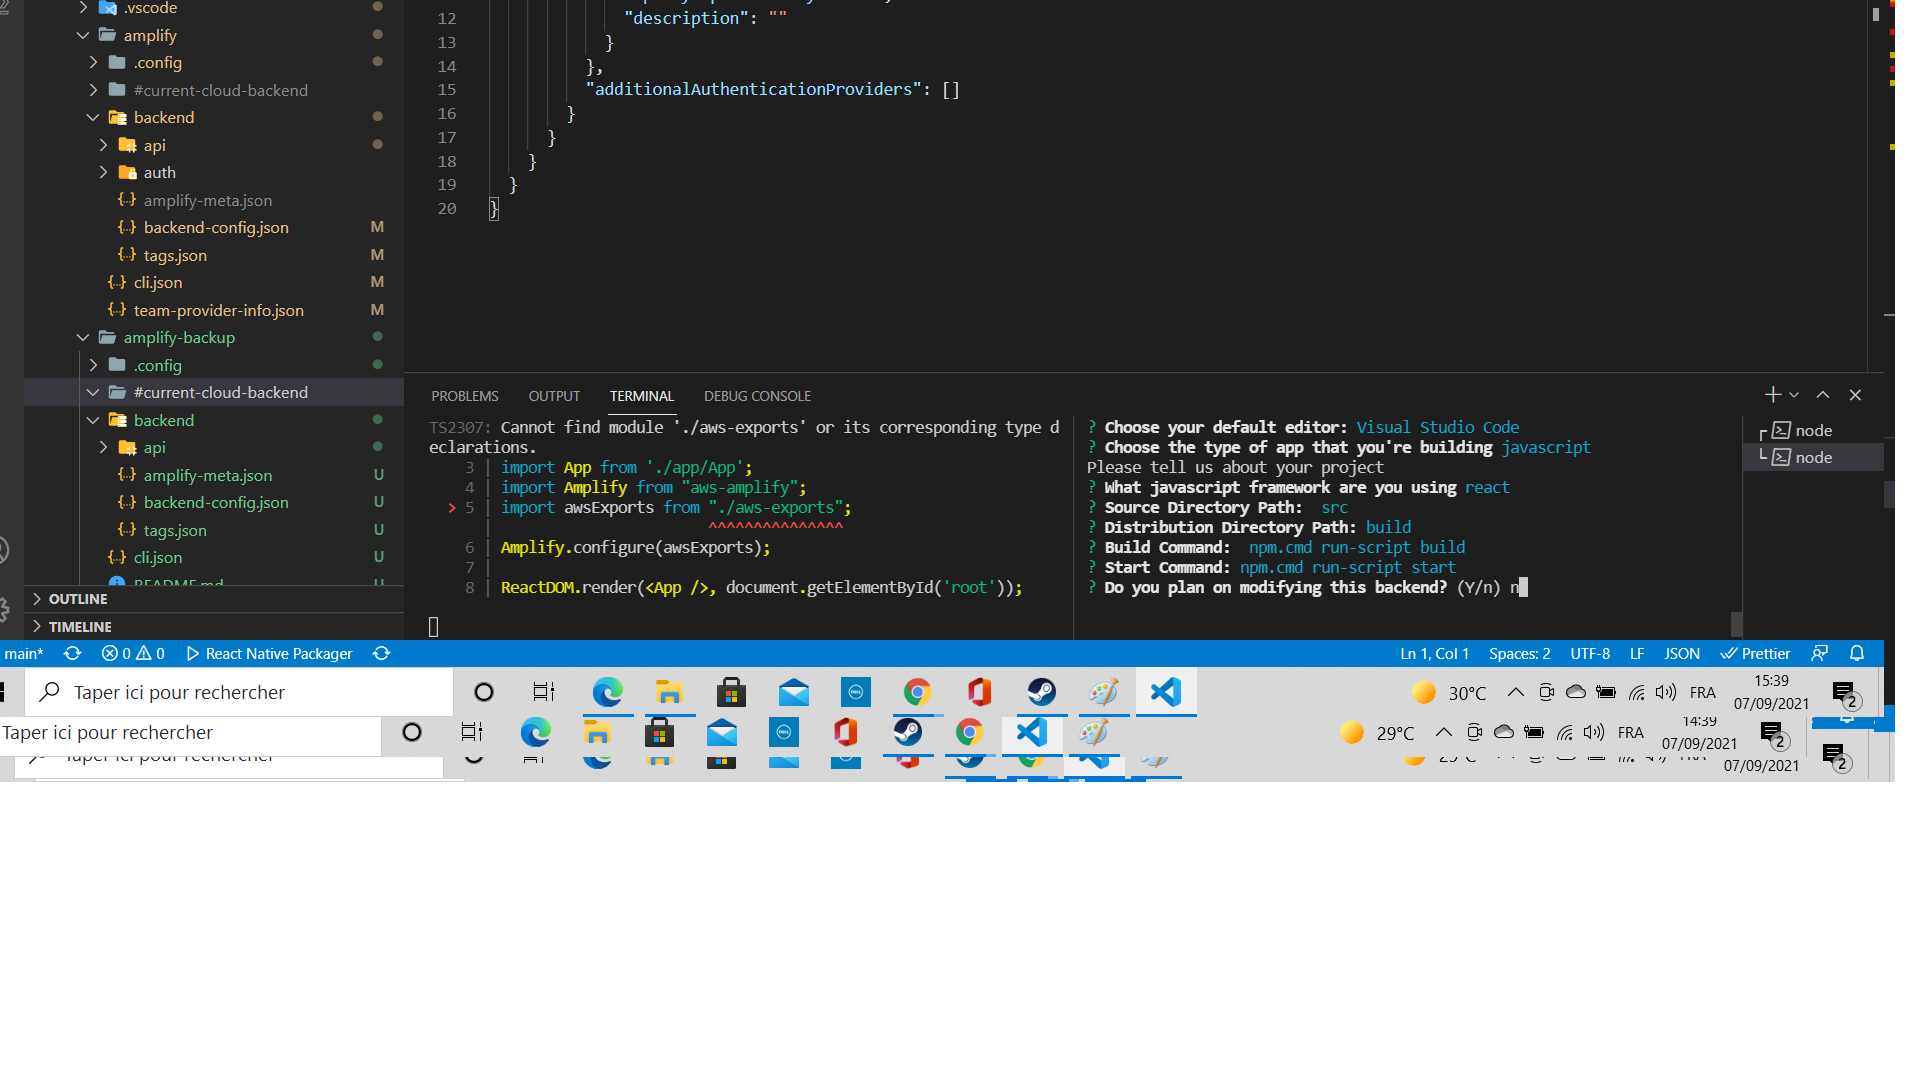 .vscode
amplify
.config
#current-cloud-backend
backend
api
auth
amplify-meta.json
backend-config.json M
tags.json M
cli.json M
team-provider-info.json M
amplify-backup
.config
#current-cloud-backend
backend
api
amplify-meta.json U
backend-config.json U
tags.json U
cli.json U
README.md U
OUTLINE
TIMELINE
12 "description": ""
13 }
14 },
15 "additionalAuthenticationProviders": []
16 }
17 }
18 }
19 }
20 }
PROBLEMS OUTPUT TERMINAL DEBUG CONSOLE
TS2307: Cannot find module './aws-exports' or its corresponding type d
eclarations.
3 | import App from './app/App';
4 | import Amplify from "aws-amplify";
> 5 | import awsExports from "./aws-exports";
| ^^^^^^^^^^^^^^^
6 | Amplify.configure(awsExports);
7 |
8 | ReactDOM.render(<App />, document.getElementById('root'));
? Choose your default editor: Visual Studio Code
? Choose the type of app that you're building javascript
Please tell us about your project
? What javascript framework are you using react
? Source Directory Path: src
? Distribution Directory Path: build
? Build Command: npm.cmd run-script build
? Start Command: npm.cmd run-script start
? Do you plan on modifying this backend? (Y/n) n
node
node
main* 0 0 React Native Packager Ln 1, Col 1 Spaces: 2 UTF-8 LF JSON Prettier
Taper ici pour rechercher 30°C FRA 15:39 07/09/2021 2
Taper ici pour rechercher 29°C FRA 14:39 07/09/2021 2
07/09/2021 2